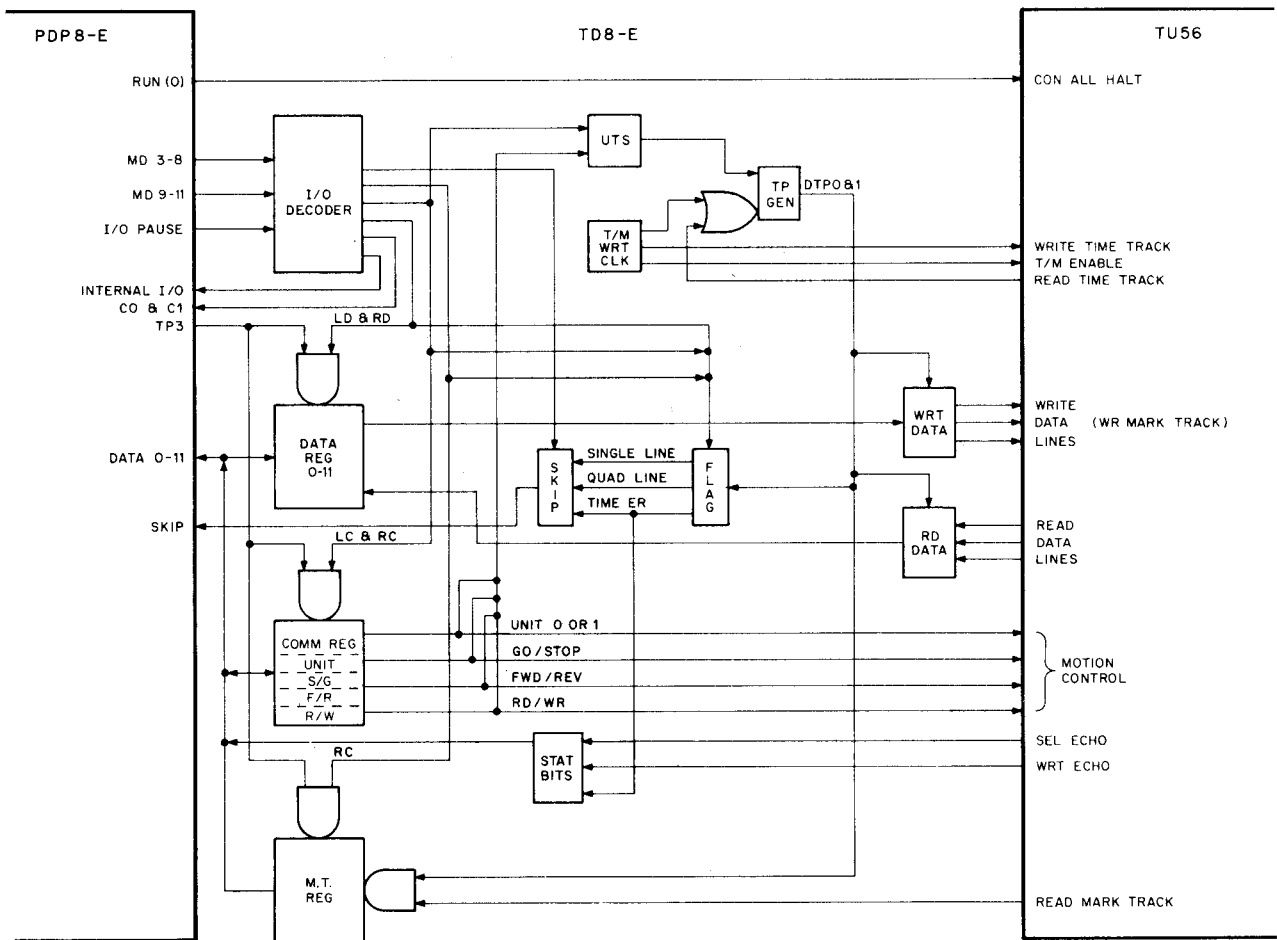 PDP8-E
TD8-E
TU56
RUN (0)
CON ALL HALT
MD 3-8
MD 9-11
I/O PAUSE
I/O
DECODER
UTS
TP
GEN
DTP0&1
T/M
WRT
CLK
WRITE TIME TRACK
T/M ENABLE
READ TIME TRACK
INTERNAL I/O
C0 & C1
TP3
LD & RD
DATA
REG
0-11
DATA 0-11
SKIP
SKIP
SINGLE LINE
QUAD LINE
TIME ER
FLAG
WRT
DATA
WRITE
DATA (WR MARK TRACK)
LINES
RD
DATA
READ
DATA
LINES
LC & RC
COMM REG
UNIT
S/G
F/R
R/W
UNIT 0 OR 1
GO/STOP
FWD/REV
RD/WR
MOTION
CONTROL
RC
STAT
BITS
SEL ECHO
WRT ECHO
M.T.
REG
READ MARK TRACK